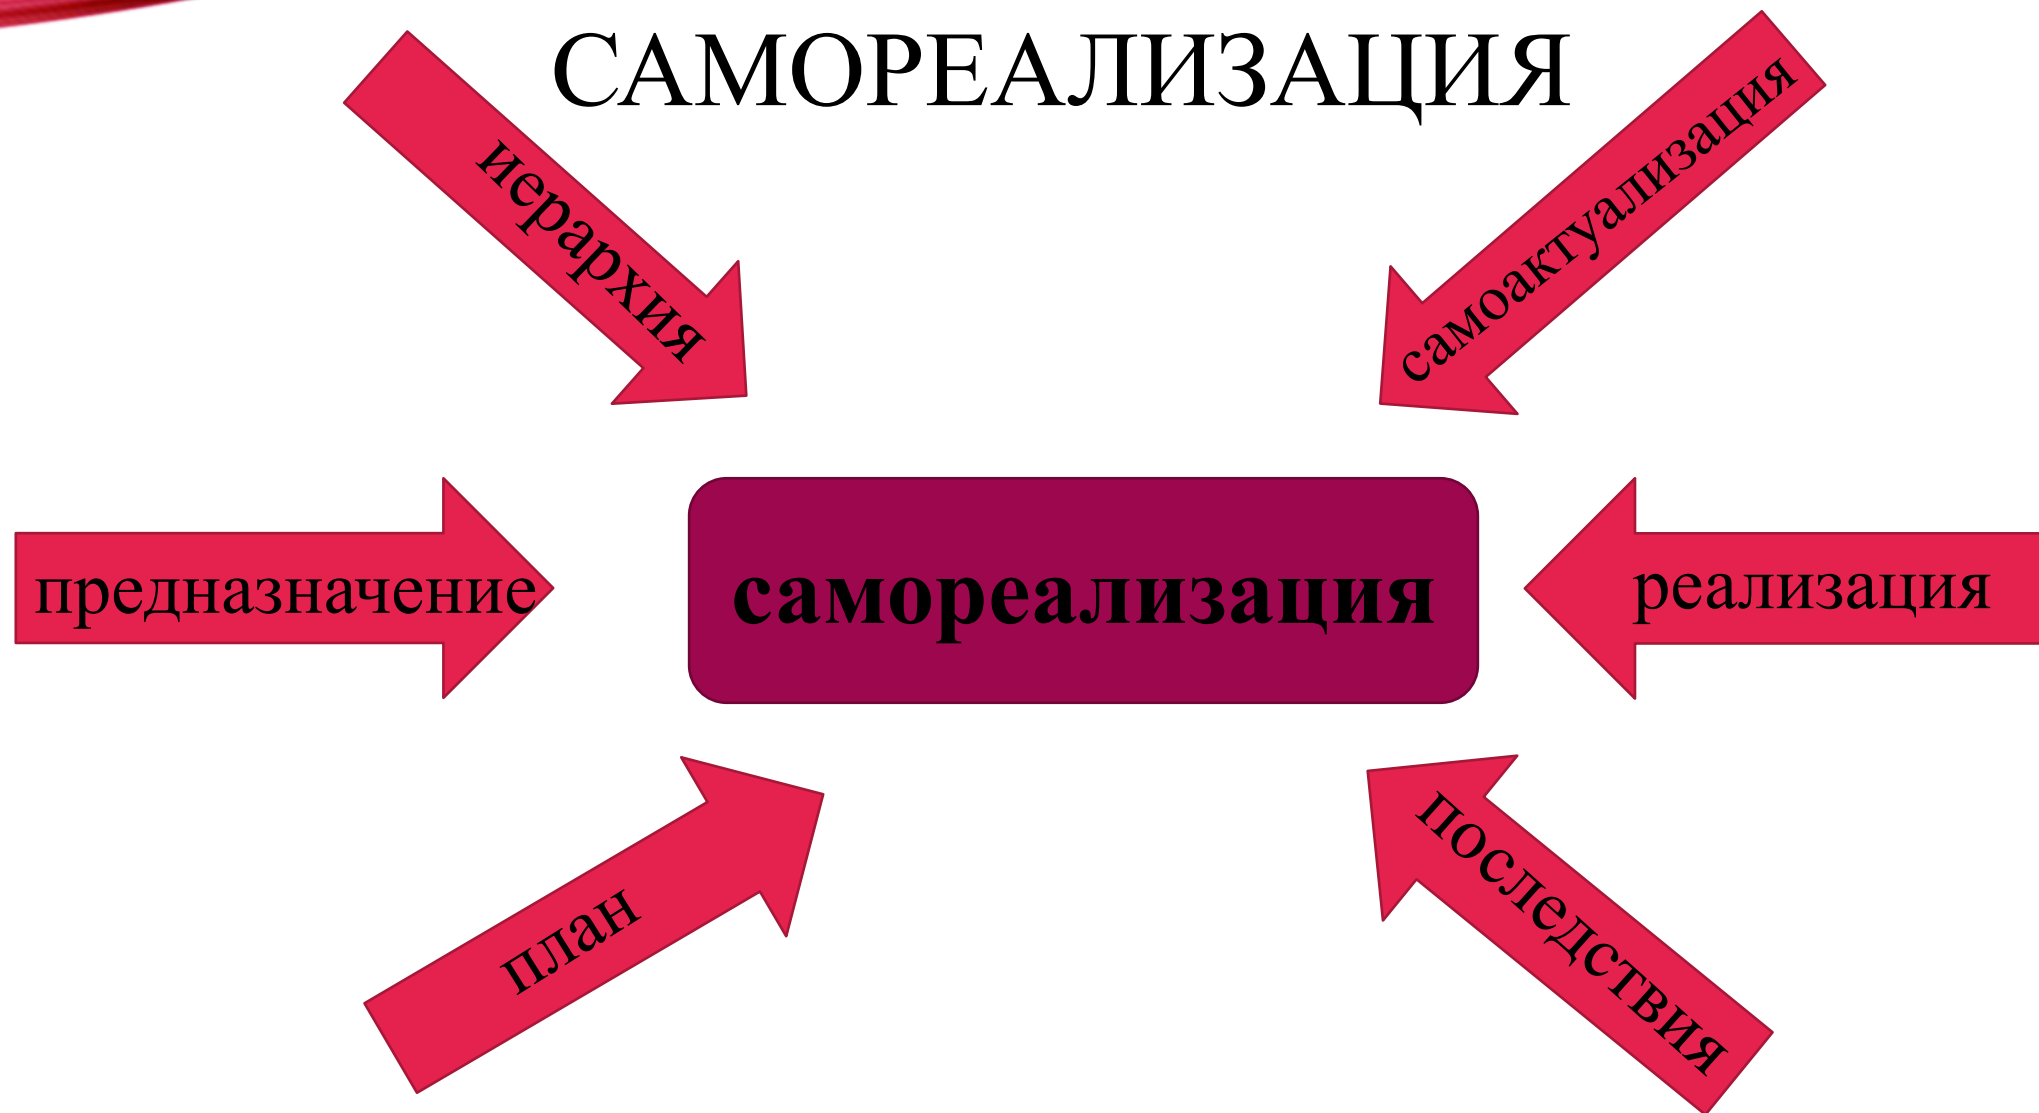 САМОРЕАЛИЗАЦИЯ
иерархия
самоактуализация
предназначение
самореализация
реализация
план
последствия